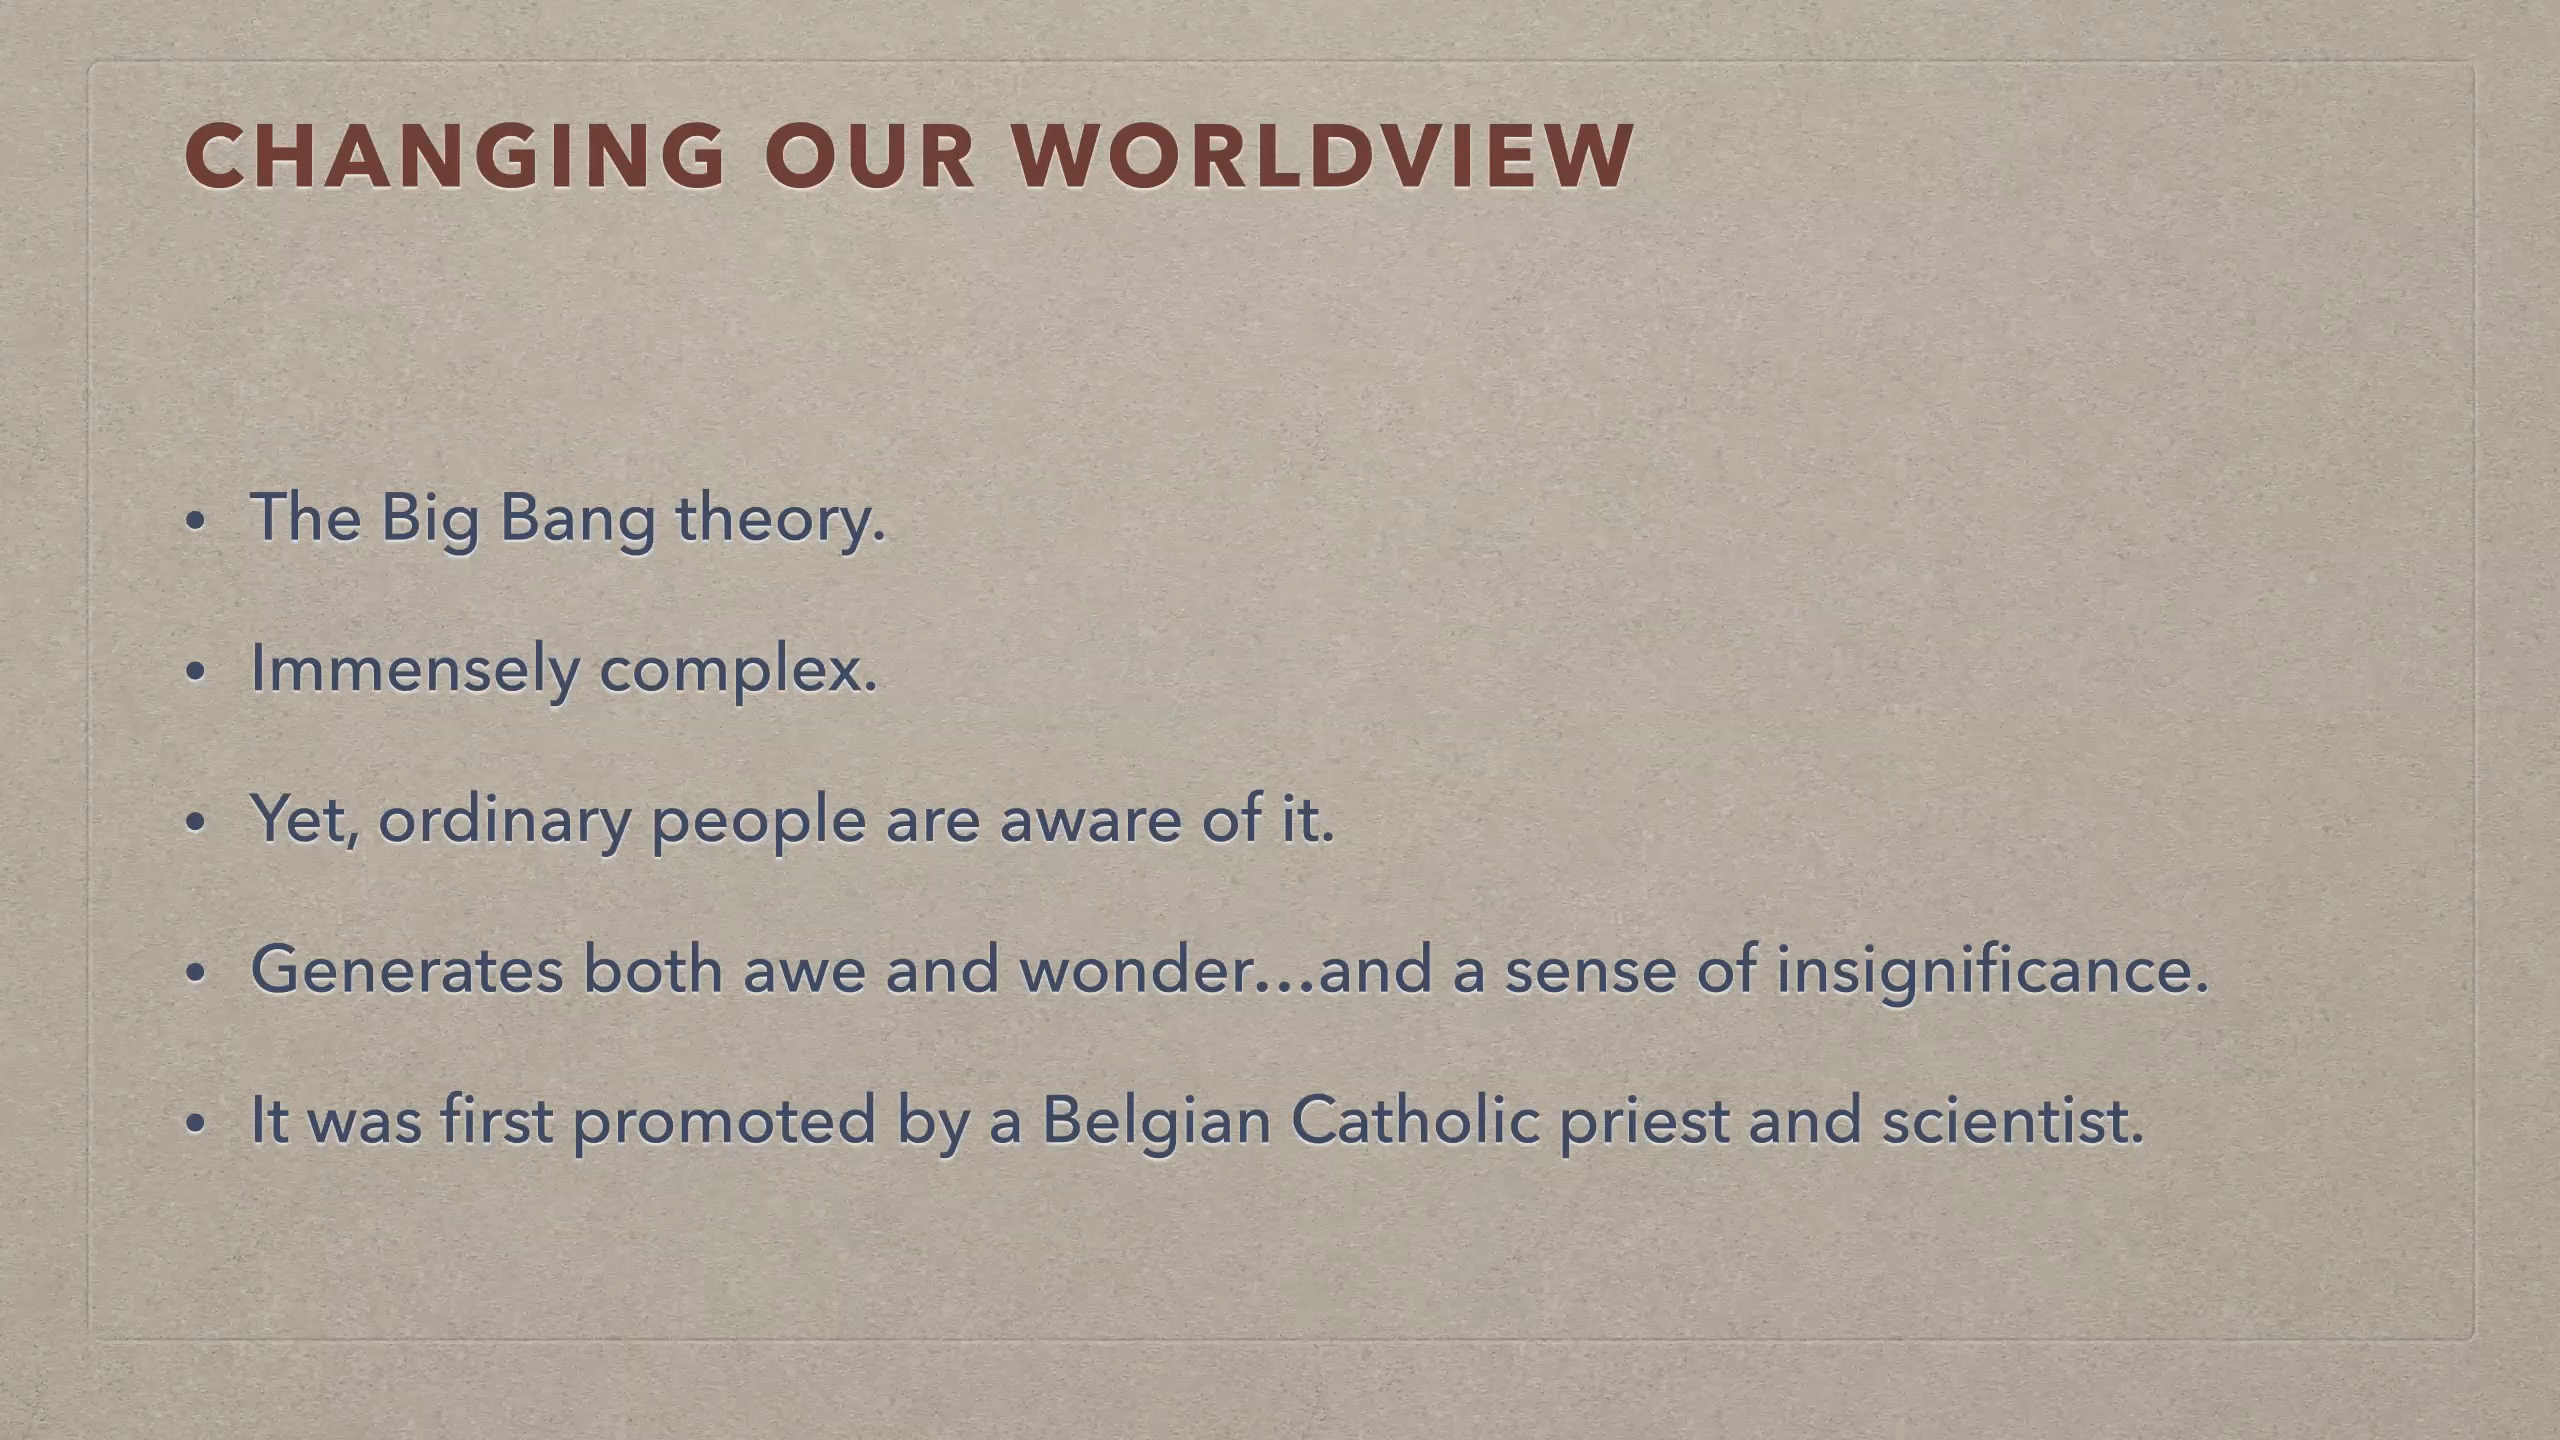 CHANGING OUR WORLDVIEW
• The Big Bang theory.
• Immensely complex.
• Yet, ordinary people are aware of it.
• Generates both awe and wonder…and a sense of insignificance.
• It was first promoted by a Belgian Catholic priest and scientist.